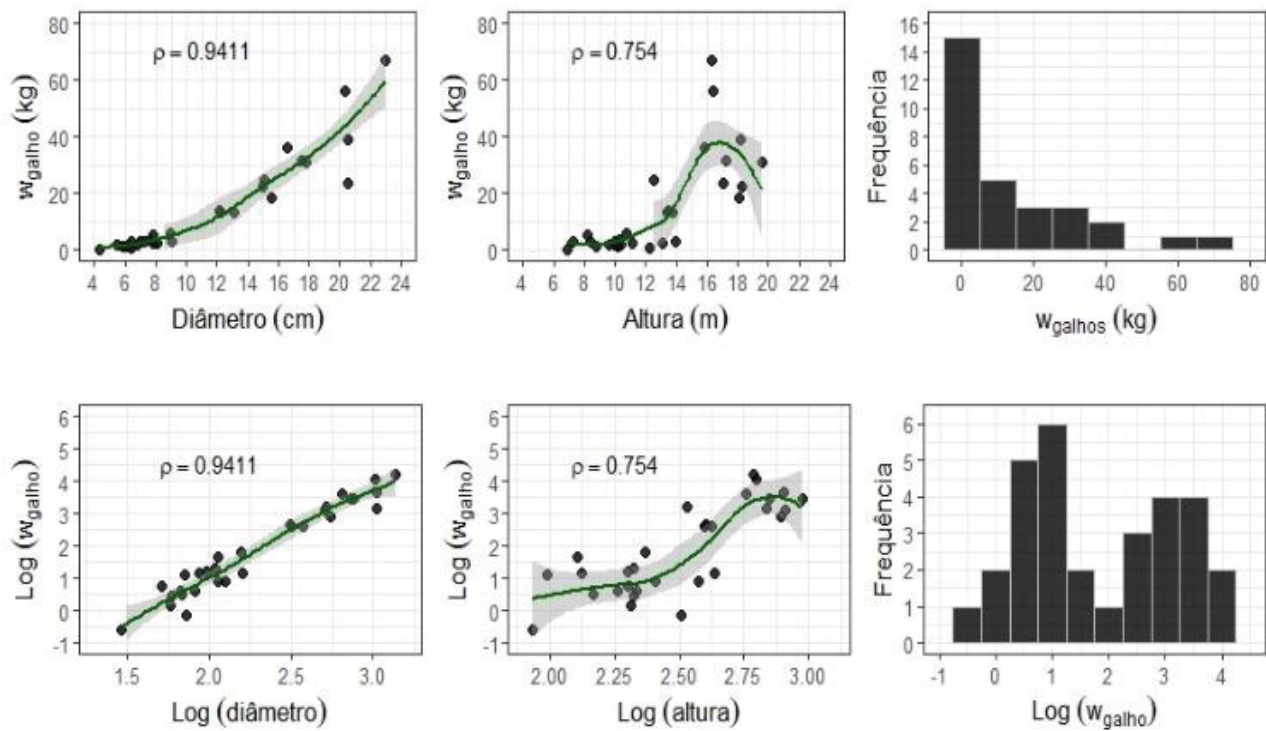 80
60
40
20
0
w_galho (kg)
ρ = 0.9411
4 6 8 10 12 14 16 18 20 22 24
Diâmetro (cm)
80
60
40
20
0
w_galho (kg)
ρ = 0.754
4 6 8 10 12 14 16 18 20 22 24
Altura (m)
16
14
12
10
8
6
4
2
0
Frequência
0 20 40 60 80
w_galhos (kg)
6
5
4
3
2
1
0
-1
Log (w_galho)
ρ = 0.9411
1.5 2.0 2.5 3.0
Log (diâmetro)
6
5
4
3
2
1
0
-1
Log (w_galho)
ρ = 0.754
2.00 2.25 2.50 2.75 3.00
Log (altura)
6
5
4
3
2
1
0
Frequência
-1 0 1 2 3 4
Log (w_galho)